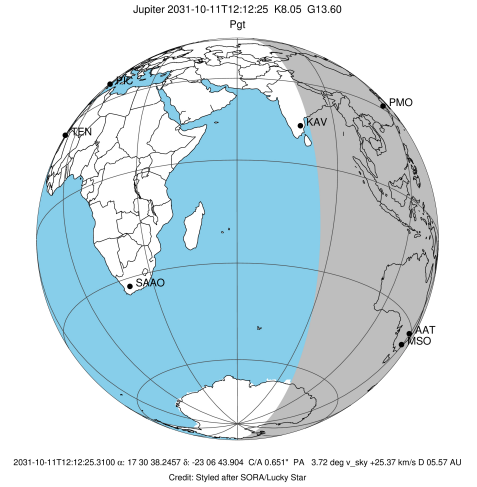 Jupiter 2031-10-11T12:12:25 K8.05 G13.60
Pgt
PIC
TEN
PMO
KAV
SAAO
AAT
MSO
2031-10-11T12:12:25.3100 α: 17 30 38.2457 δ: -23 06 43.904 C/A 0.651" PA 3.72 deg v_sky +25.37 km/s D 05.57 AU
Credit: Styled after SORA/Lucky Star